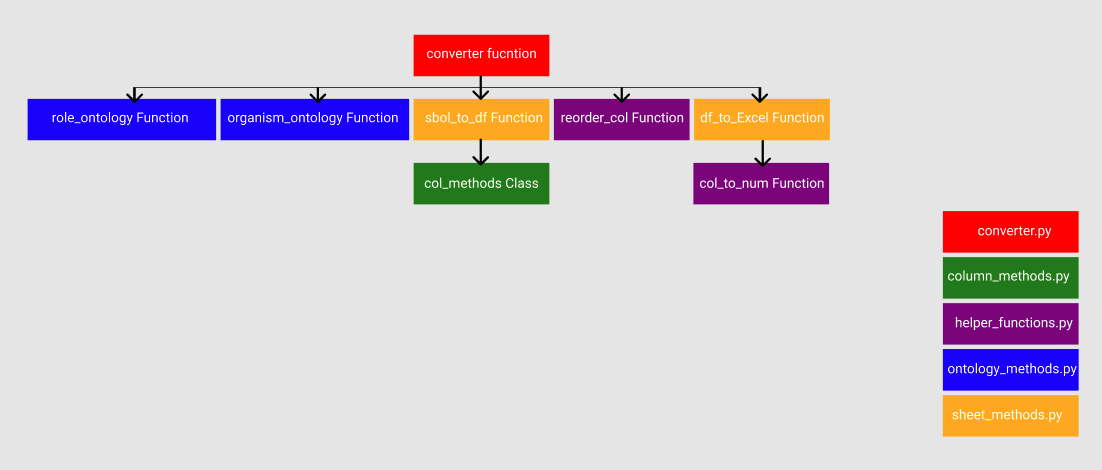 converter fucntion
role_ontology Function
organism_ontology Function
sbol_to_df Function
reorder_col Function
df_to_Excel Function
col_methods Class
col_to_num Function
converter.py
column_methods.py
helper_functions.py
ontology_methods.py
sheet_methods.py